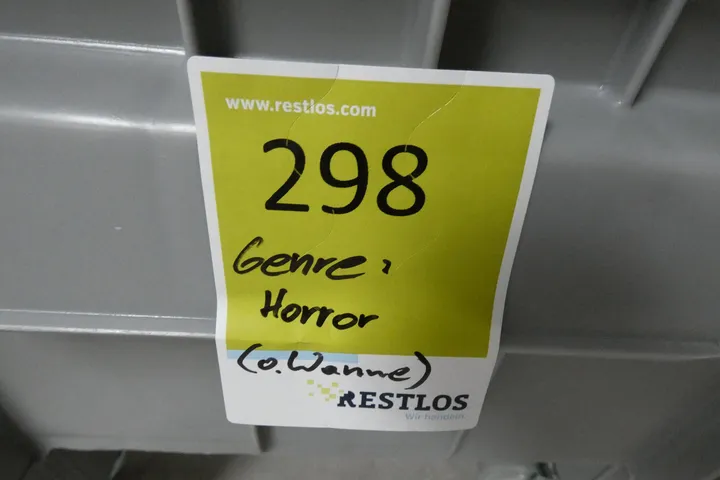 www.restlos.com
298
Genre:
Horror
(o. Wanne)
RESTLOS